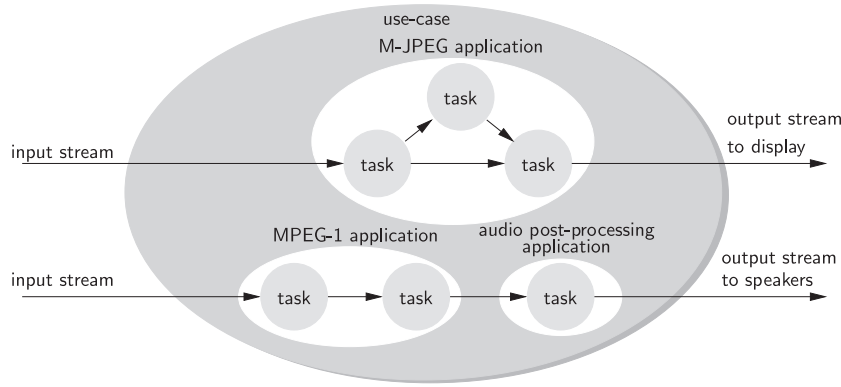 use-case
M-JPEG application
task
input stream
task
task
output stream
to display
MPEG-1 application
audio post-processing
application
input stream
task
task
task
output stream
to speakers